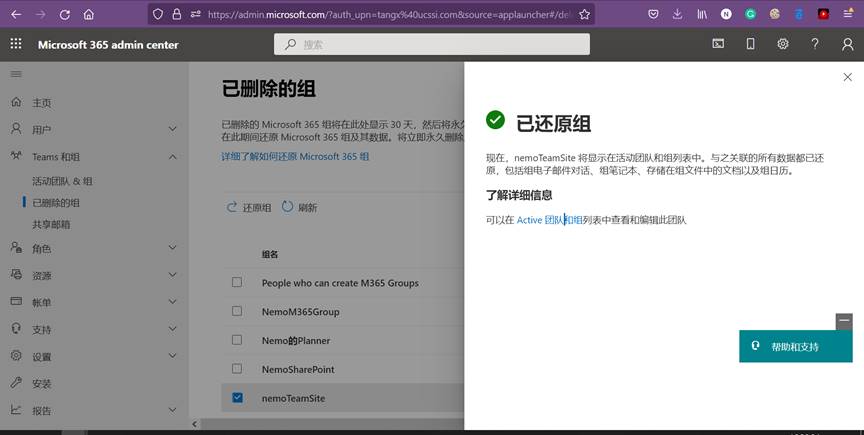 https://admin.microsoft.com/?auth_upn=tangx%40ucssi.com&source=applauncher#/del
Microsoft 365 admin center
搜索
主页
用户
Teams 和组
活动团队 & 组
已删除的组
共享邮箱
角色
资源
帐单
支持
设置
安装
报告
已删除的组
已删除的 Microsoft 365 组将在此处显示 30 天，然后将永久
在此期间还原 Microsoft 365 组及其数据。将立即永久删除
详细了解如何还原 Microsoft 365 组
还原组
刷新
组名
People who can create M365 Groups
NemoM365Group
Nemo的Planner
NemoSharePoint
nemoTeamSite
已还原组
现在，nemoTeamSite 将显示在活动团队和组列表中。与之关联的所有数据都已还
原，包括组电子邮件对话、组笔记本、存储在组文件中的文档以及组日历。
了解详细信息
可以在 Active 团队和组列表中查看和编辑此团队
帮助和支持